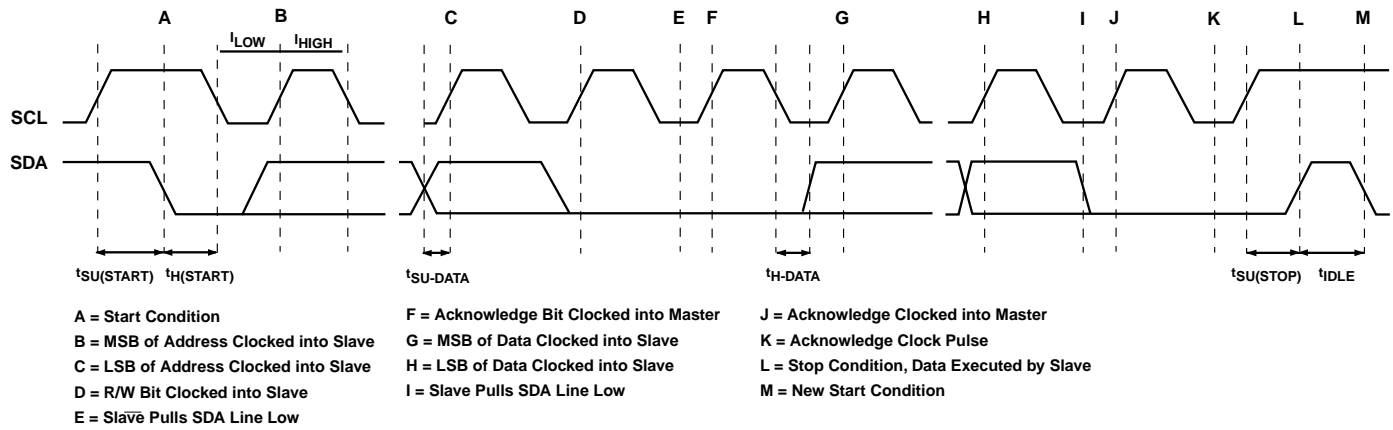 A B C D E F G H I J K L M
I LOW I HIGH
SCL
SDA
tSU(START) tH(START) tSU-DATA tH-DATA tSU(STOP) tIDLE
A = Start Condition
B = MSB of Address Clocked into Slave
C = LSB of Address Clocked into Slave
D = R/W Bit Clocked into Slave
E = Slave Pulls SDA Line Low
F = Acknowledge Bit Clocked into Master
G = MSB of Data Clocked into Slave
H = LSB of Data Clocked into Slave
I = Slave Pulls SDA Line Low
J = Acknowledge Clocked into Master
K = Acknowledge Clock Pulse
L = Stop Condition, Data Executed by Slave
M = New Start Condition